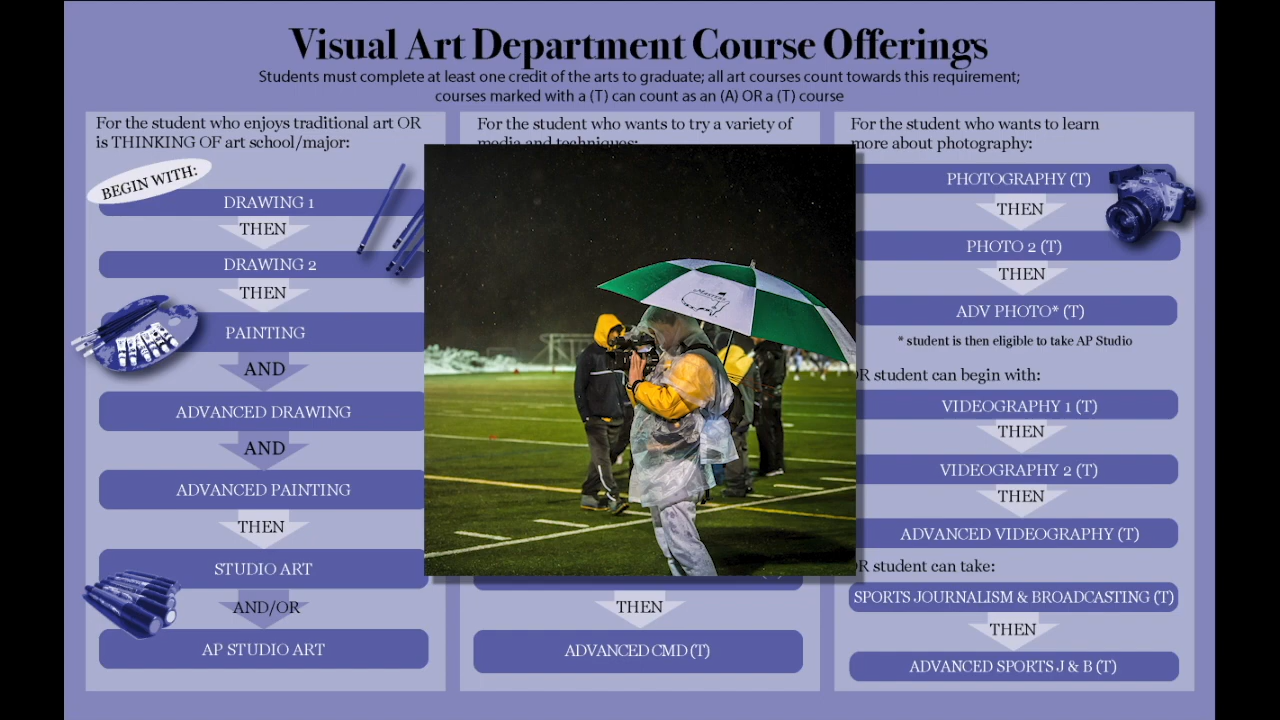 Visual Art Department Course Offerings
Students must complete at least one credit of the arts to graduate; all art courses count towards this requirement;
courses marked with a (T) can count as an (A) OR a (T) course
For the student who enjoys traditional art OR
is THINKING OF art school/major:
BEGIN WITH:
DRAWING 1
THEN
DRAWING 2
THEN
PAINTING
AND
ADVANCED DRAWING
AND
ADVANCED PAINTING
THEN
STUDIO ART
AND/OR
AP STUDIO ART
For the student who wants to try a variety of
media and techniques:
THEN
ADVANCED CMD (T)
For the student who wants to learn
more about photography:
PHOTOGRAPHY (T)
THEN
PHOTO 2 (T)
THEN
ADV PHOTO* (T)
* student is then eligible to take AP Studio
OR student can begin with:
VIDEOGRAPHY 1 (T)
THEN
VIDEOGRAPHY 2 (T)
THEN
ADVANCED VIDEOGRAPHY (T)
OR student can take:
SPORTS JOURNALISM & BROADCASTING (T)
THEN
ADVANCED SPORTS J & B (T)